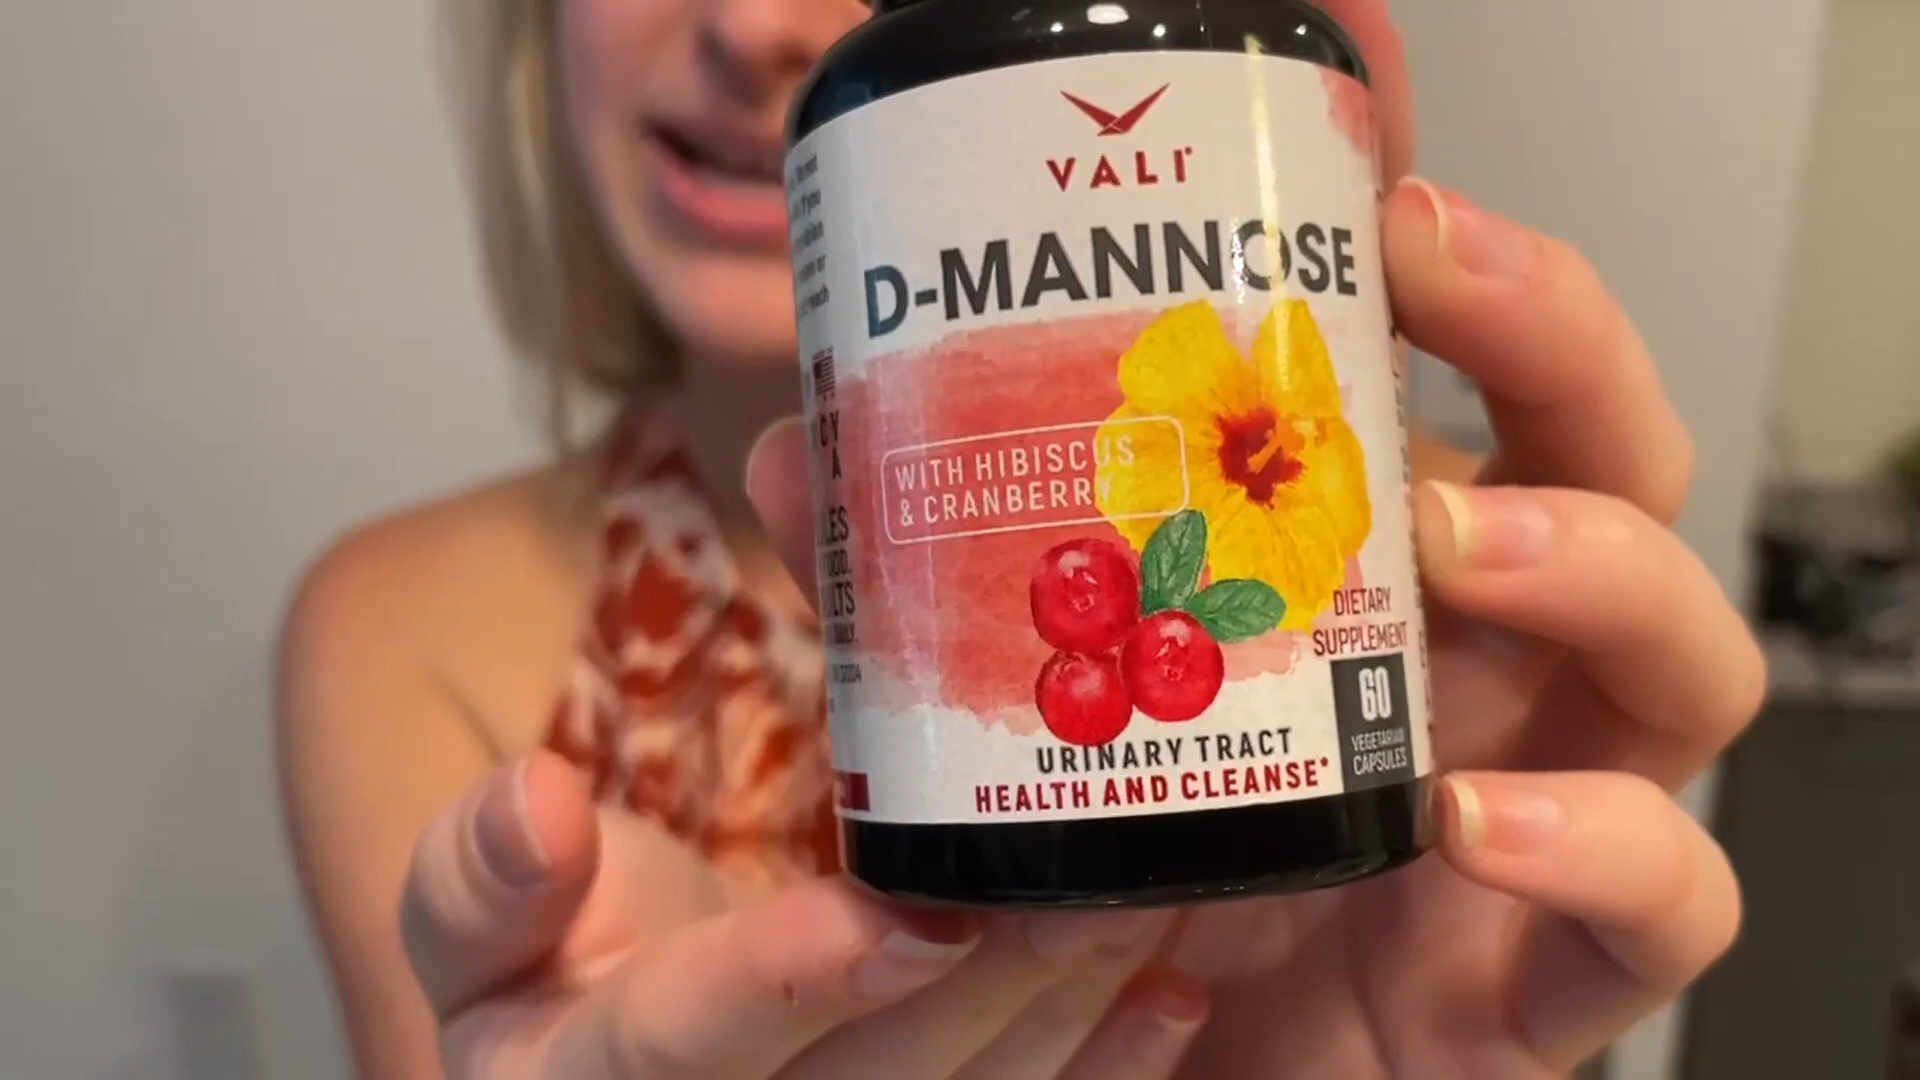 VALI
D-MANNOSE
WITH HIBISCUS
& CRANBERRY
DIETARY
SUPPLEMENT
60
VEGETARIAN
CAPSULES
URINARY TRACT
HEALTH AND CLEANSE*